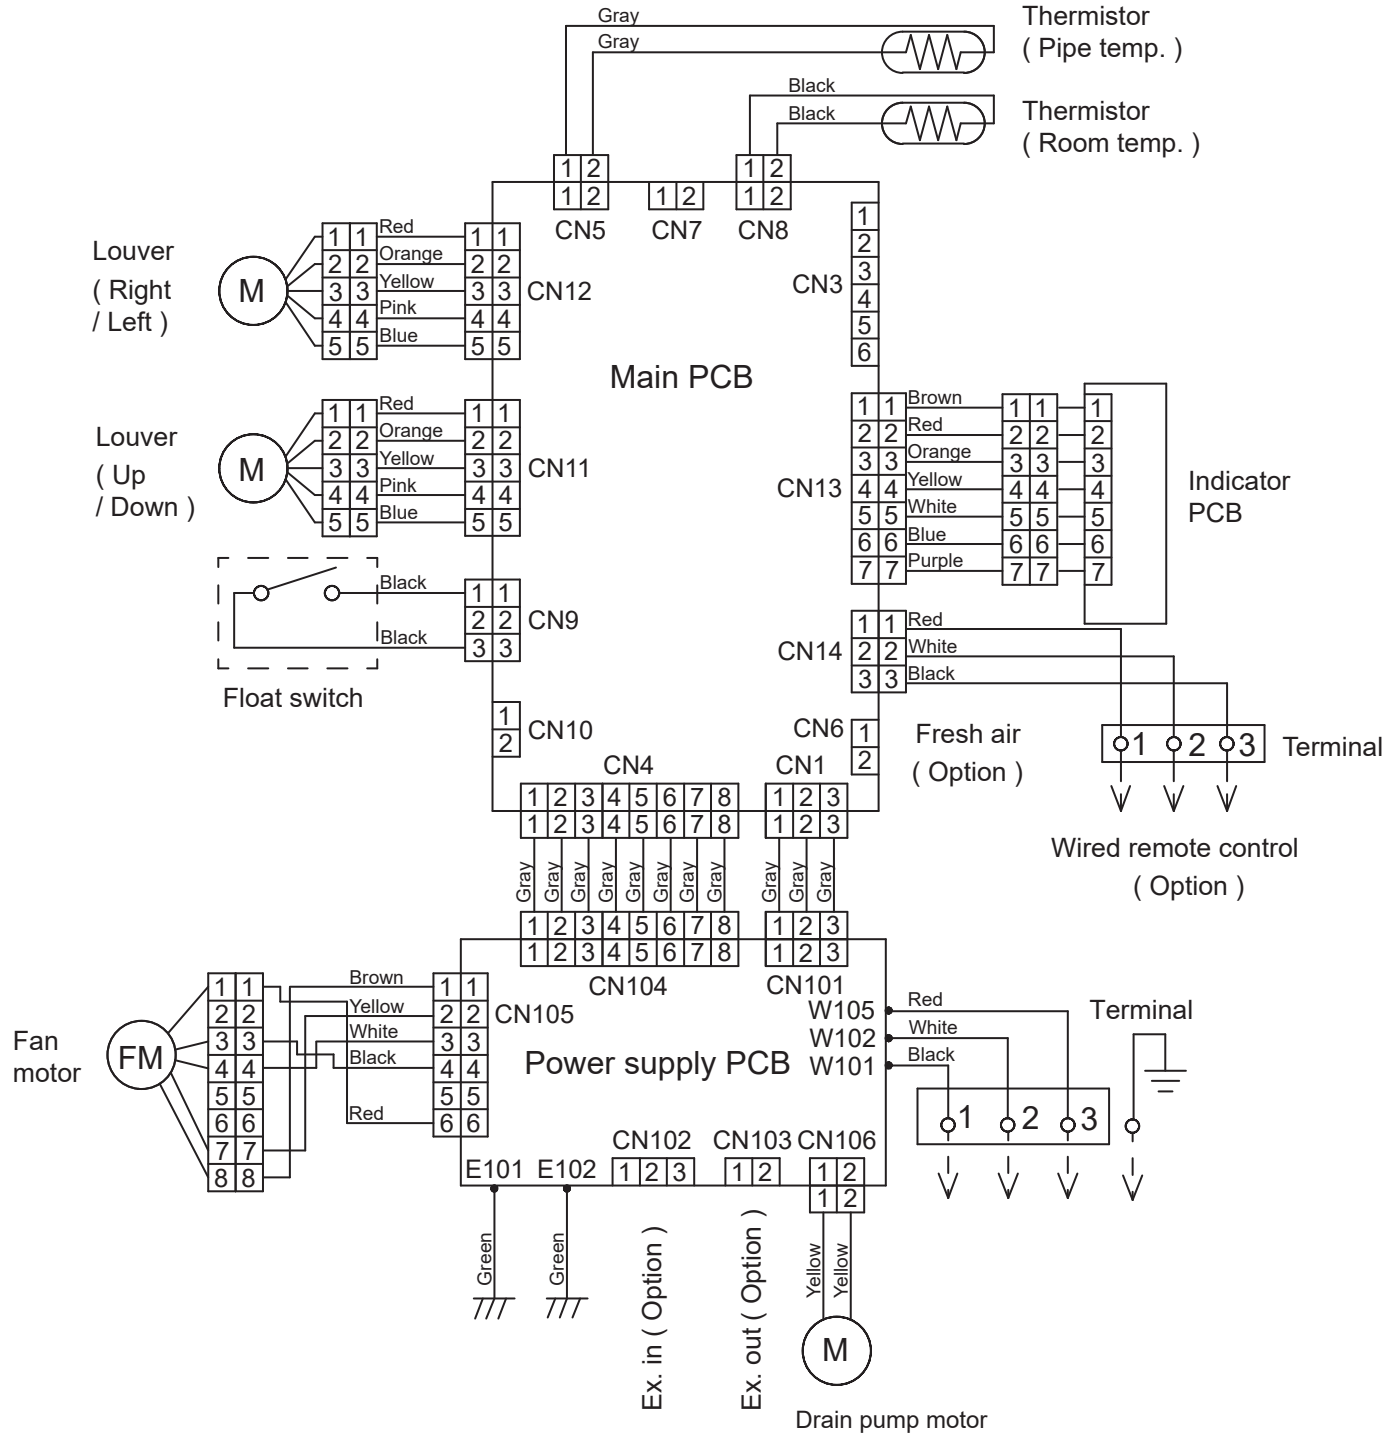 Gray
Thermistor
( Pipe temp. )
Gray
Black
Thermistor
( Room temp. )
Black
1 2
1 2
CN5
1 2
CN7
1 2
1 2
CN8
1
2
3
4
5
6
CN3
Louver
( Right
/ Left )
M
1 1 Red 1 1
2 2 Orange 2 2
3 3 Yellow 3 3
4 4 Pink 4 4
5 5 Blue 5 5
CN12
Main PCB
Louver
( Up
/ Down )
M
1 1 Red 1 1
2 2 Orange 2 2
3 3 Yellow 3 3
4 4 Pink 4 4
5 5 Blue 5 5
CN11
CN13
1 1 Brown 1 1 1
2 2 Red 2 2 2
3 3 Orange 3 3 3
4 4 Yellow 4 4 4
5 5 White 5 5 5
6 6 Blue 6 6 6
7 7 Purple 7 7 7
Indicator
PCB
Black 1 1
2 2
Black 3 3
CN9
Float switch
CN14
1 1 Red
2 2 White
3 3 Black
1
2
CN10
CN6
1
2
Fresh air
( Option )
1 2 3
Terminal
Wired remote control
( Option )
CN4
1 2 3 4 5 6 7 8
1 2 3 4 5 6 7 8
CN1
1 2 3
1 2 3
Gray Gray Gray Gray Gray Gray Gray Gray
Gray Gray Gray
1 2 3 4 5 6 7 8
1 2 3 4 5 6 7 8
CN104
1 2 3
1 2 3
CN101
Fan
motor
FM
1 1
2 2
3 3
4 4
5 5
6 6
7 7
8 8
Brown 1 1
Yellow 2 2
White 3 3
Black 4 4
5 5
Red 6 6
CN105
Power supply PCB
W105 Red
W102 White
W101 Black
Terminal
1 2 3
E101 E102
Green
Green
CN102
1 2 3
Ex. in ( Option )
CN103
1 2
Ex. out ( Option )
CN106
1 2
1 2
Yellow
Yellow
M
Drain pump motor